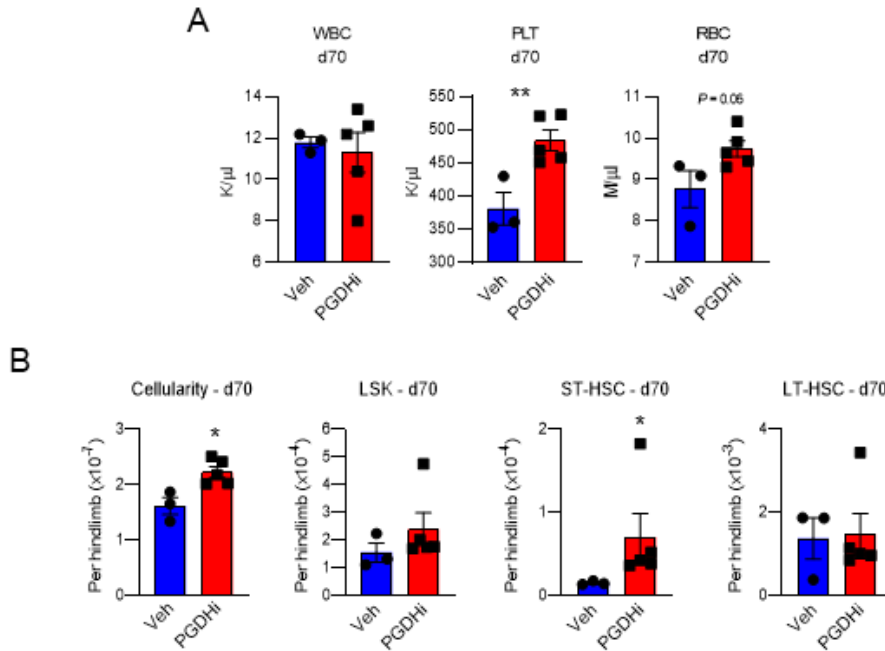 A
WBC
d70
PLT
d70
RBC
d70
K/µl
14
12
10
8
6
Veh
PGDHi
K/µl
550
500
450
400
350
300
**
Veh
PGDHi
M/µl
11
10
9
8
7
P = 0.06
Veh
PGDHi
B
Cellularity - d70
LSK - d70
ST-HSC - d70
LT-HSC - d70
Per hindlimb (x10⁻⁷)
3
2
1
0
*
Veh
PGDHi
Per hindlimb (x10⁻⁴)
6
5
4
3
2
1
0
Veh
PGDHi
Per hindlimb (x10⁻⁴)
2
1
0
*
Veh
PGDHi
Per hindlimb (x10⁻³)
4
2
0
Veh
PGDHi